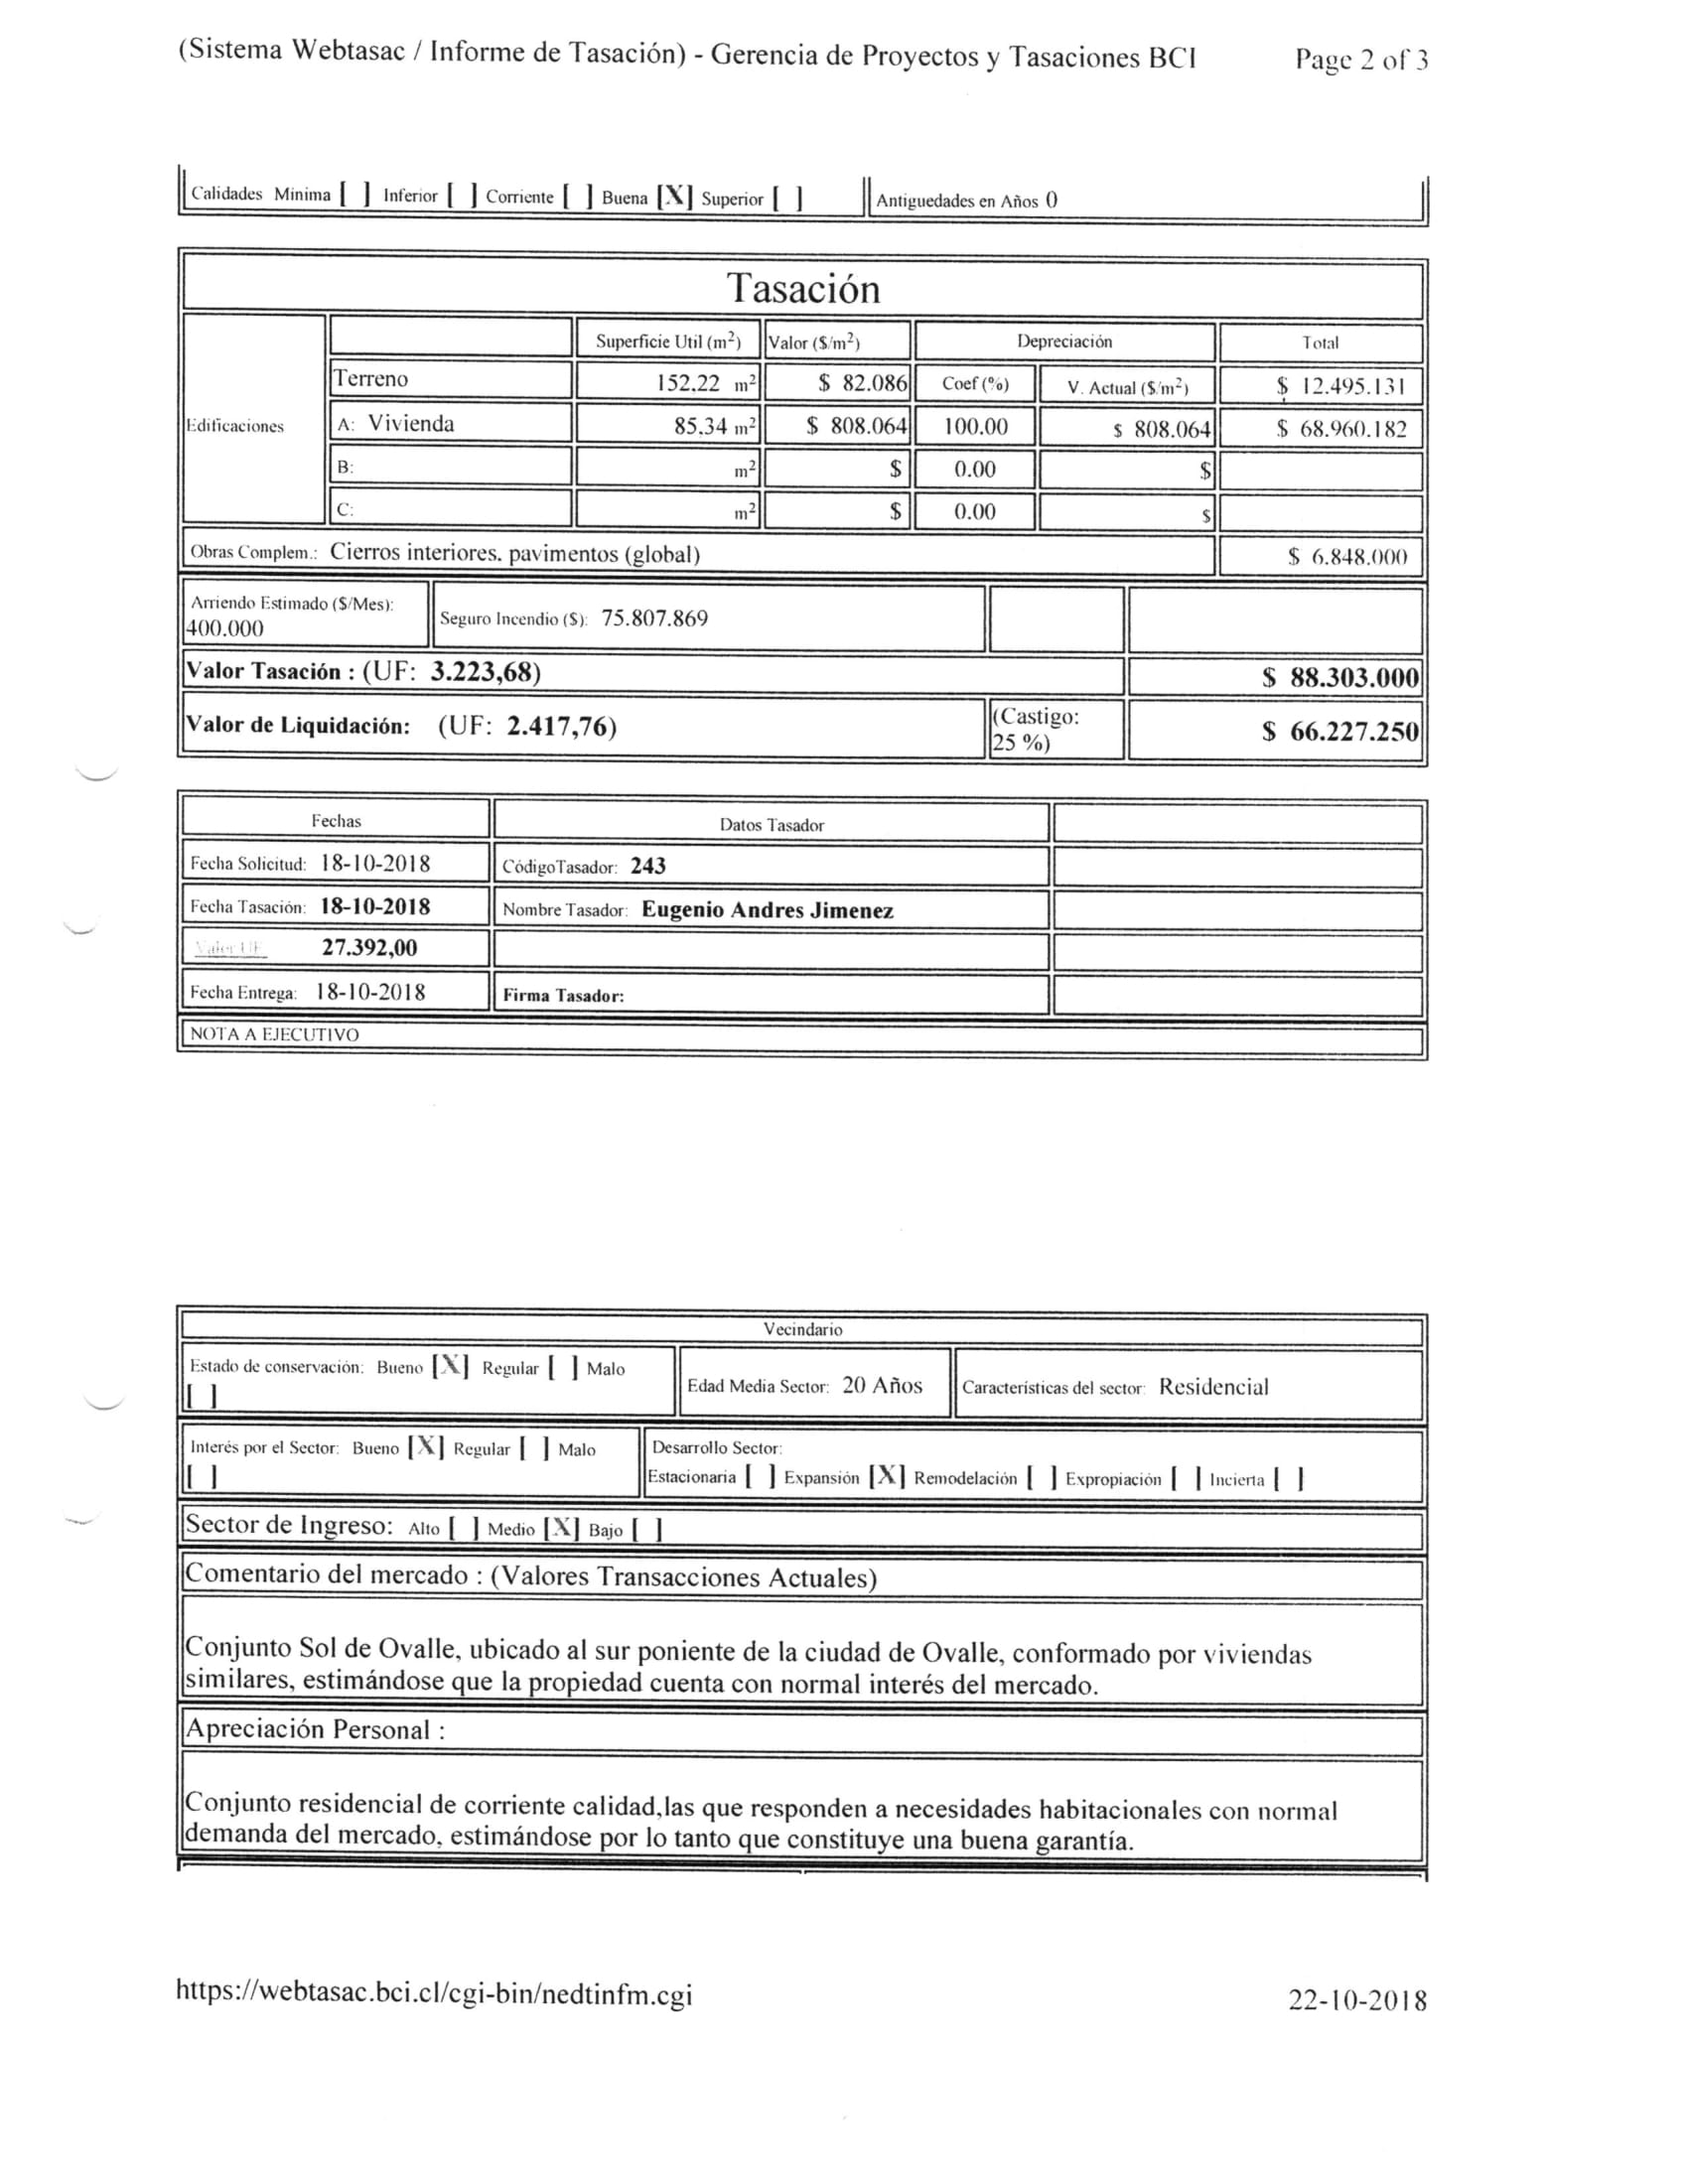 (Sistema Webtasac / Informe de Tasación) - Gerencia de Proyectos y Tasaciones BCI Page 2 of 3
Calidades Minima [ ] Inferior [ ] Corriente [ ] Buena [X] Superior [ ] Antiguedades en Años 0
Tasación
Superficie Util (m²) Valor ($/m²) Depreciación Total
Terreno 152.22 m² $ 82.086 Coef (%) V. Actual ($/m²) $ 12.495.131
Edificaciones A: Vivienda 85.34 m² $ 808.064 100.00 $ 808.064 $ 68.960.182
B: m² $ 0.00 $
C: m² $ 0.00 $
Obras Complem.: Cierros interiores. pavimentos (global) $ 6.848.000
Arriendo Estimado ($/Mes):
400.000
Seguro Incendio ($): 75.807.869
Valor Tasación : (UF: 3.223,68) $ 88.303.000
Valor de Liquidación: (UF: 2.417,76) (Castigo:
25 %) $ 66.227.250
Fechas Datos Tasador
Fecha Solicitud: 18-10-2018 CódigoTasador: 243
Fecha Tasación: 18-10-2018 Nombre Tasador: Eugenio Andres Jimenez
Valor UF 27.392,00
Fecha Entrega: 18-10-2018 Firma Tasador:
NOTA A EJECUTIVO
Vecindario
Estado de conservación: Bueno [X] Regular [ ] Malo
[ ]
Edad Media Sector: 20 Años Características del sector: Residencial
Interés por el Sector: Bueno [X] Regular [ ] Malo
[ ]
Desarrollo Sector:
Estacionaria [ ] Expansión [X] Remodelación [ ] Expropiación [ ] Incierta [ ]
Sector de Ingreso: Alto [ ] Medio [X] Bajo [ ]
Comentario del mercado : (Valores Transacciones Actuales)
Conjunto Sol de Ovalle, ubicado al sur poniente de la ciudad de Ovalle, conformado por viviendas
similares, estimándose que la propiedad cuenta con normal interés del mercado.
Apreciación Personal :
Conjunto residencial de corriente calidad,las que responden a necesidades habitacionales con normal
demanda del mercado, estimándose por lo tanto que constituye una buena garantía.
https://webtasac.bci.cl/cgi-bin/nedtinfm.cgi 22-10-2018